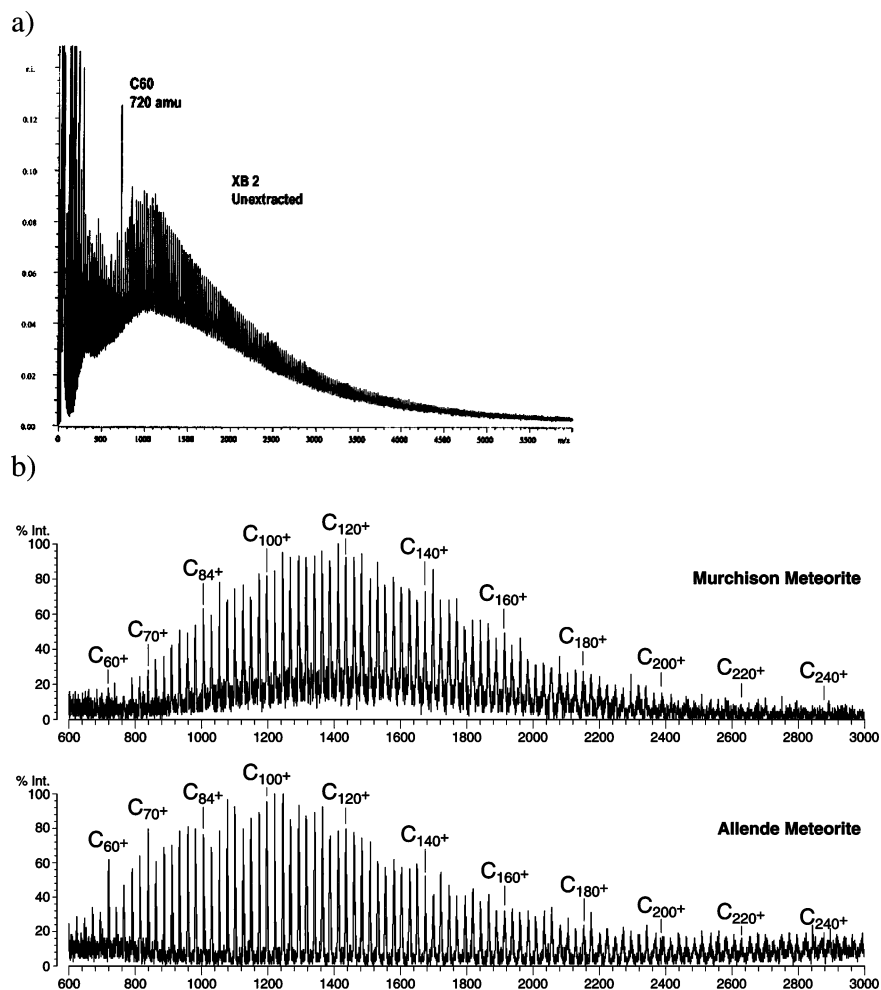 a)
r.i.
C60
720 amu
0.12
0.10
XB 2
Unextracted
0.08
0.06
0.04
0.02
0.00
0 500 1000 1500 2000 2500 3000 3500 4000 4500 5000 5500 m/z
b)
% Int.
Murchison Meteorite
C60+ C70+ C84+ C100+ C120+ C140+ C160+ C180+ C200+ C220+ C240+
100
80
60
40
20
0
600 800 1000 1200 1400 1600 1800 2000 2200 2400 2600 2800 3000
% Int.
Allende Meteorite
C60+ C70+ C84+ C100+ C120+ C140+ C160+ C180+ C200+ C220+ C240+
100
80
60
40
20
0
600 800 1000 1200 1400 1600 1800 2000 2200 2400 2600 2800 3000